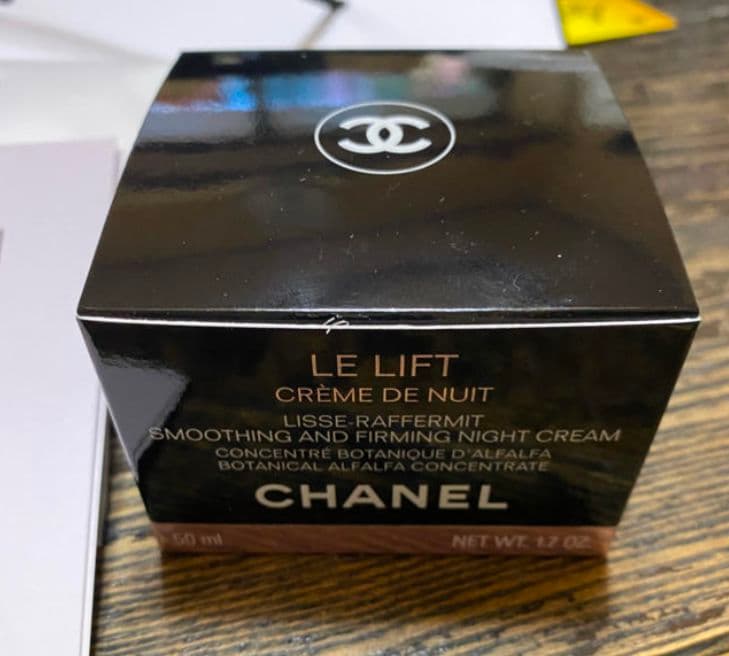 LE LIFT
CRÈME DE NUIT
LISSE-RAFFERMIT
SMOOTHING AND FIRMING NIGHT CREAM
CONCENTRÉ BOTANIQUE D'ALFALFA
BOTANICAL ALFALFA CONCENTRATE
CHANEL
50 ml NET WT. 1.7 OZ.